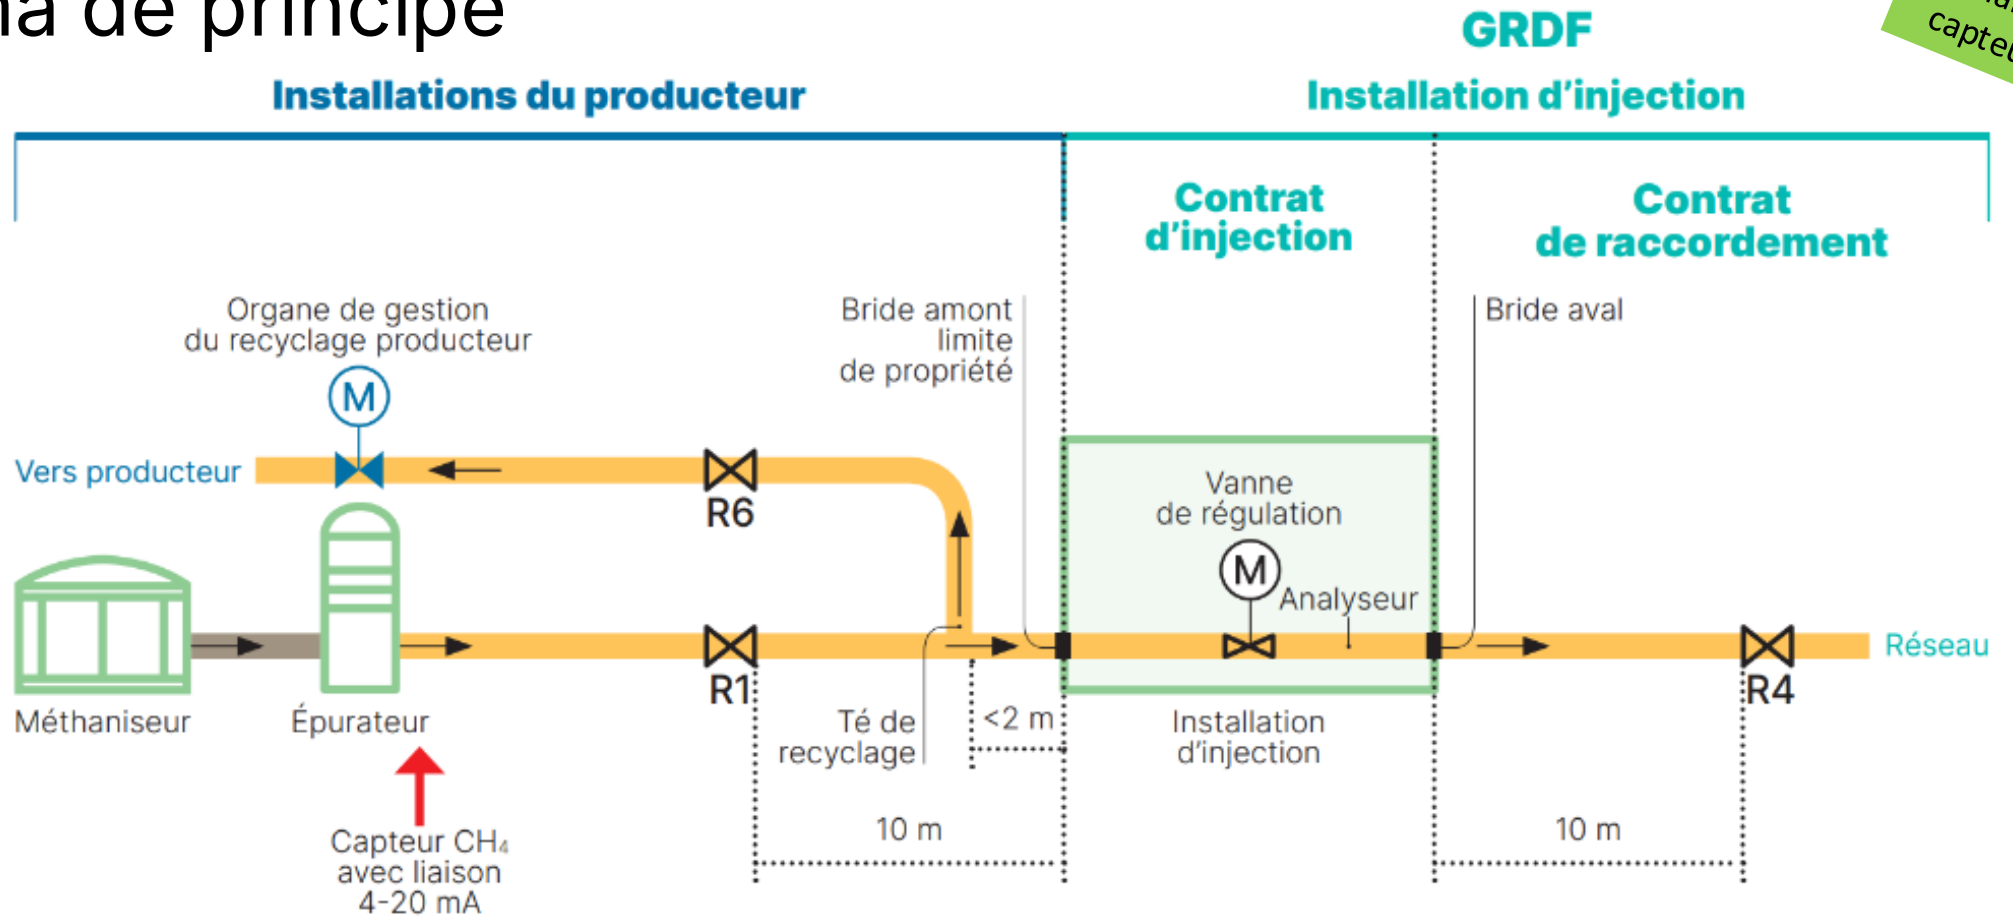 de principe
GRDF
Installations du producteur
Installation d'injection
Contrat
d'injection
Contrat
de raccordement
Organe de gestion
du recyclage producteur
Bride amont
limite
de propriété
Bride aval
M
Vers producteur
R6
Vanne
de régulation
M
Analyseur
Réseau
R1
R4
Méthaniseur
Épurateur
Té de
recyclage
<2 m
Installation
d'injection
10 m
10 m
Capteur CH₄
avec liaison
4-20 mA